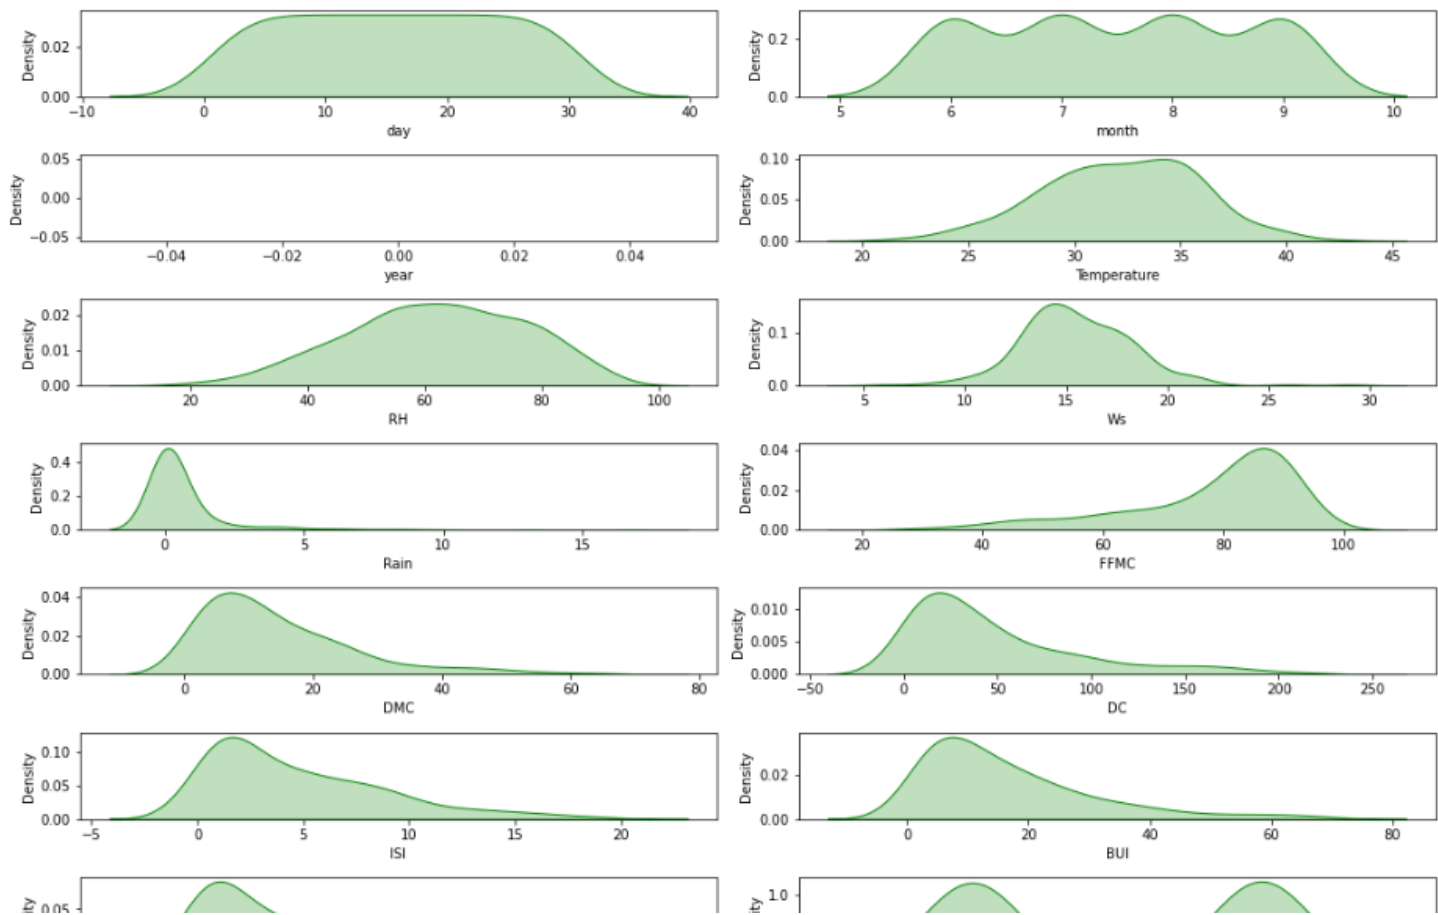 Density
0.02
0.00
−10 0 10 20 30 40
day
Density
0.2
0.0
5 6 7 8 9 10
month
Density
0.05
0.00
−0.05
−0.04 −0.02 0.00 0.02 0.04
year
Density
0.10
0.05
0.00
20 25 30 35 40 45
Temperature
Density
0.02
0.01
0.00
20 40 60 80 100
RH
Density
0.1
0.0
5 10 15 20 25 30
Ws
Density
0.4
0.2
0.0
0 5 10 15
Rain
Density
0.04
0.02
0.00
20 40 60 80 100
FFMC
Density
0.04
0.02
0.00
0 20 40 60 80
DMC
Density
0.010
0.005
0.000
−50 0 50 100 150 200 250
DC
Density
0.10
0.05
0.00
−5 0 5 10 15 20
ISI
Density
0.02
0.00
0 20 40 60 80
BUI
ity
0.05
ity
1.0